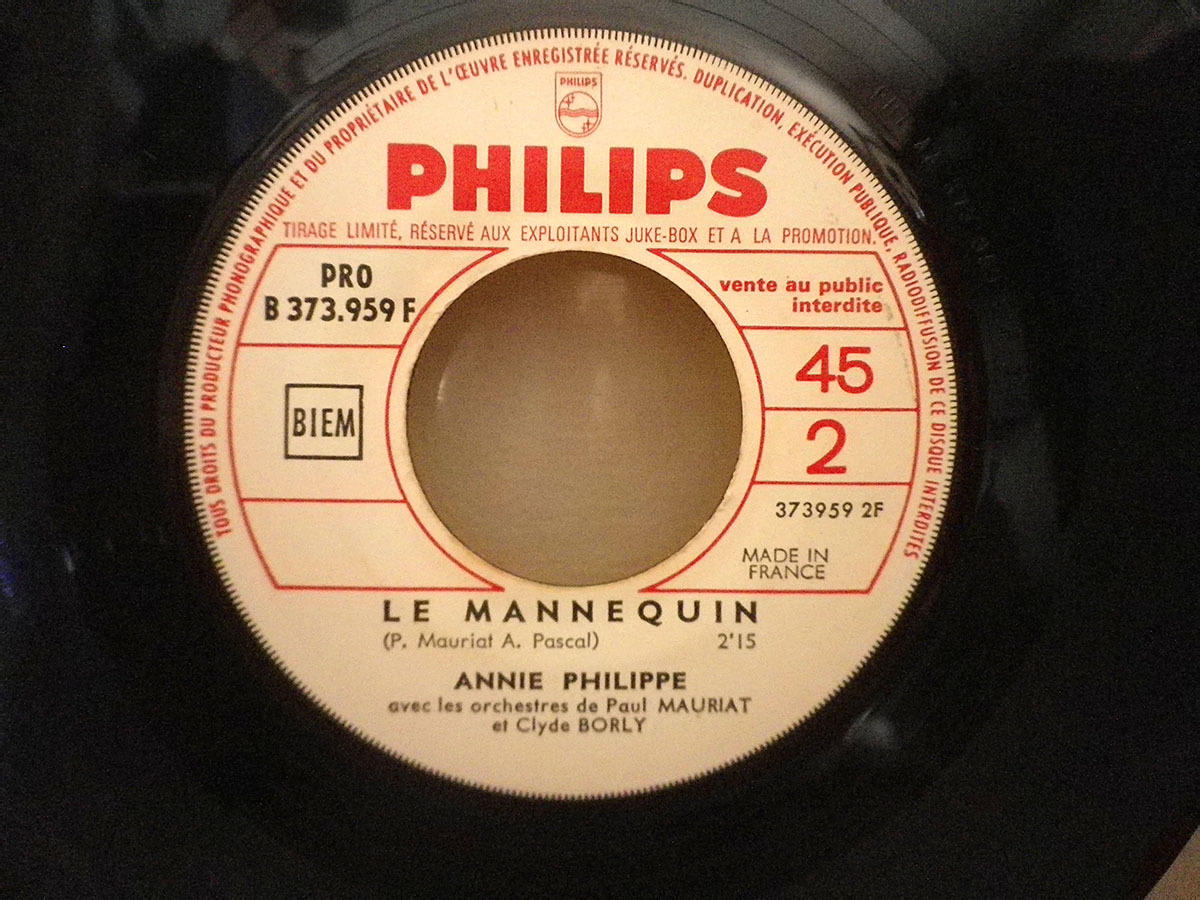 TOUS DROITS DU PRODUCTEUR PHONOGRAPHIQUE ET DU PROPRIÉTAIRE DE L'ŒUVRE ENREGISTRÉE RÉSERVÉS. DUPLICATION, EXÉCUTION PUBLIQUE, RADIODIFFUSION DE CE DISQUE INTERDITES
PHILIPS
PHILIPS
TIRAGE LIMITÉ, RÉSERVÉ AUX EXPLOITANTS JUKE-BOX ET A LA PROMOTION.
PRO
B 373.959 F
BIEM
vente au public
interdite
45
2
373959 2F
MADE IN
FRANCE
LE MANNEQUIN
(P. Mauriat A. Pascal) 2'15
ANNIE PHILIPPE
avec les orchestres de Paul MAURIAT
et Clyde BORLY